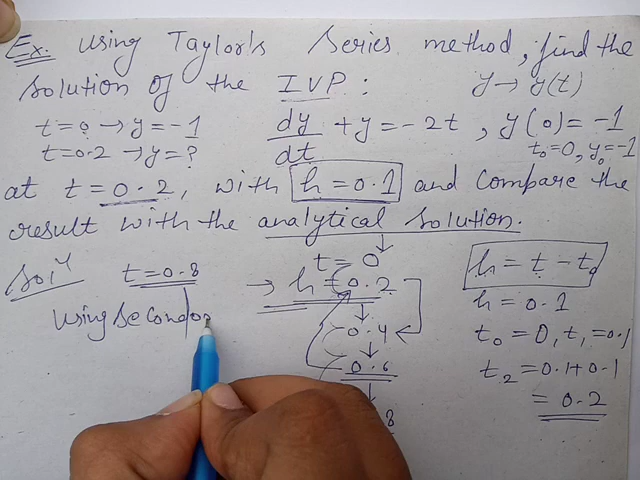 Ex. Using Taylor's Series method, find the
solution of the IVP: y → y(t)
t=0 → y=-1 dy/dt + y = -2t, y(0) = -1
t=0.2 → y=? t₀=0, y₀=-1
at t=0.2, with h=0.1 and compare the
result with the analytical solution.
Solⁿ t=0.8 t=0 h = t - t₀
→ h=0.2 h = 0.1
Using second or 0.4 t₀ = 0, t₁ = 0.1
0.6 t₂ = 0.1+0.1
8 = 0.2